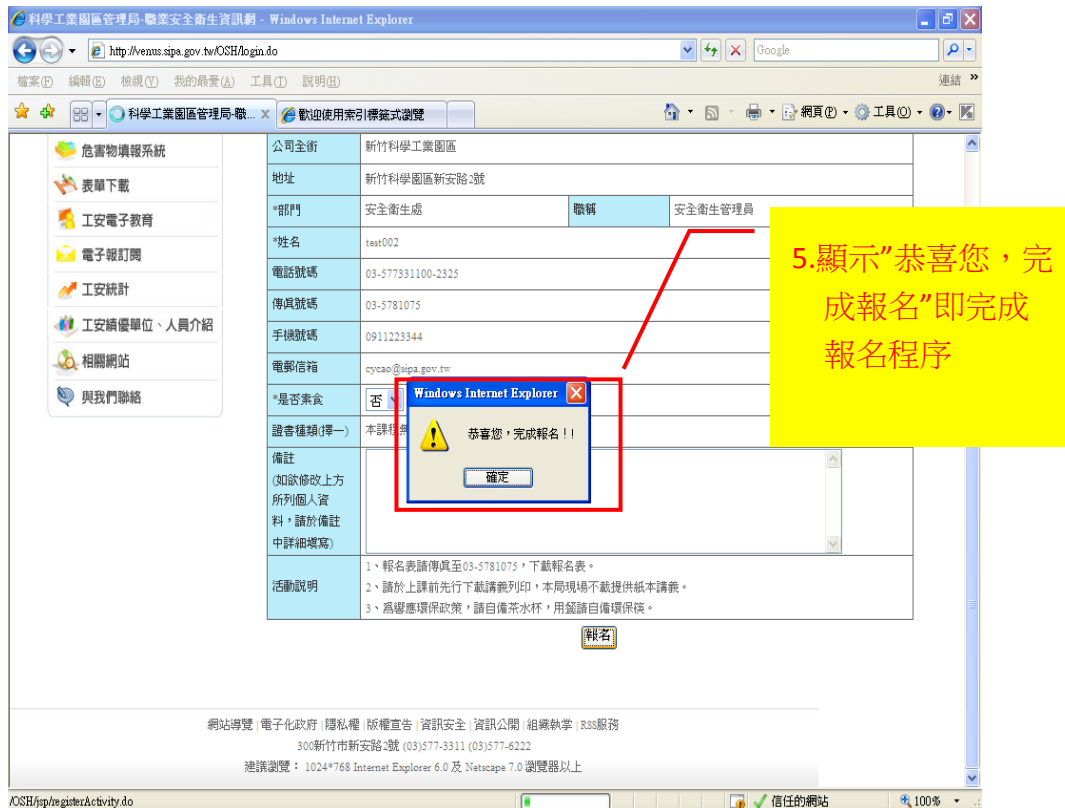 科學工業園區管理局-職業安全衛生資訊網 - Windows Internet Explorer
http://venus.sipa.gov.tw/OSH/login.do
Google
檔案(F) 編輯(E) 檢視(V) 我的最愛(A) 工具(T) 說明(H)
連結 »
科學工業園區管理局-職...
歡迎使用索引標籤式瀏覽
網頁(P) 工具(O)
危害物填報系統
表單下載
工安電子教育
電子報訂閱
工安統計
工安績優單位、人員介紹
相關網站
與我們聯絡
公司全銜 新竹科學工業園區
地址 新竹科學園區新安路2號
*部門 安全衛生處 職稱 安全衛生管理員
*姓名 test002
電話號碼 03-577331100-2325
傳真號碼 03-5781075
手機號碼 0911223344
電郵信箱 cycao@sipa.gov.tw
*是否素食 否
證書種類(擇一) 本課程無
備註
(如欲修改上方
所列個人資
料，請於備註
中詳細填寫)
Windows Internet Explorer
恭喜您，完成報名！！
確定
5.顯示”恭喜您，完
成報名”即完成
報名程序
活動說明
1、報名表請傳真至03-5781075，下載報名表。
2、請於上課前先行下載講義列印，本局現場不載提供紙本講義。
3、為響應環保政策，請自備茶水杯，用餐請自備環保筷。
報名
網站導覽 | 電子化政府 | 隱私權 | 版權宣告 | 資訊安全 | 資訊公開 | 組織執掌 | RSS服務
300新竹市新安路2號 (03)577-3311 (03)577-6222
建議瀏覽： 1024*768 Internet Explorer 6.0 及 Netscape 7.0 瀏覽器以上
/OSH/jsp/registerActivity.do
信任的網站
100%